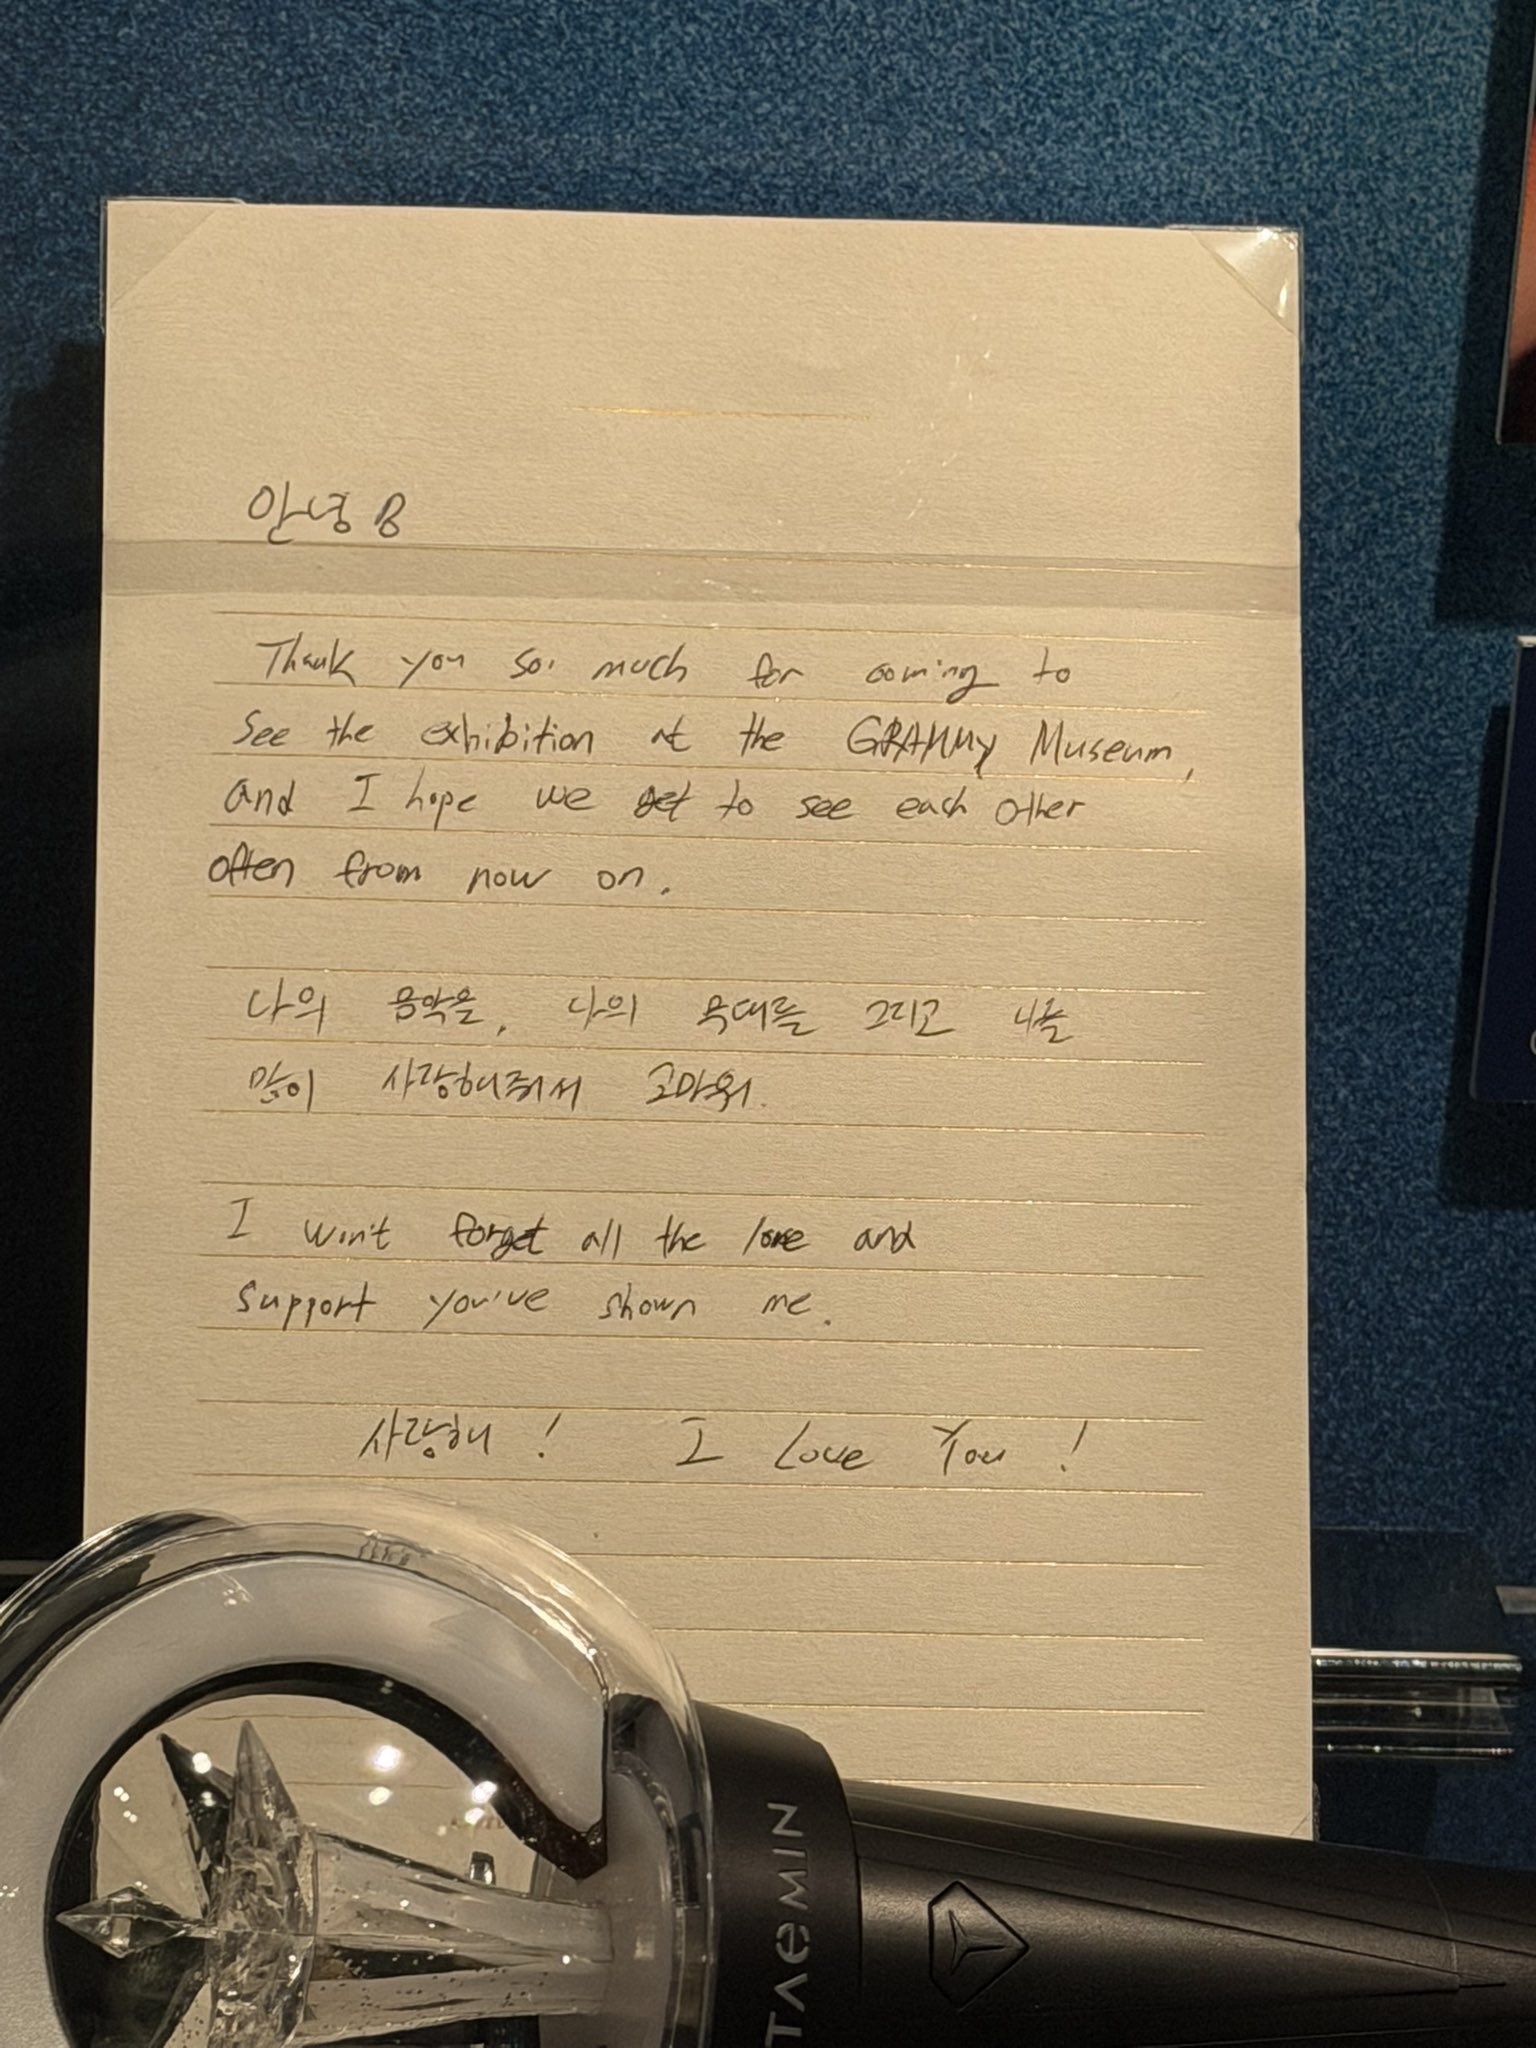 안녕
Thank you so much for coming to
see the exhibition at the GRAMMY Museum,
and I hope we get to see each other
often from now on.
나의 음악을, 나의 무대를 그리고 나를
많이 사랑해줘서 고마워.
I won't forget all the love and
support you've shown me.
사랑해! I Love You!
TAEMIN